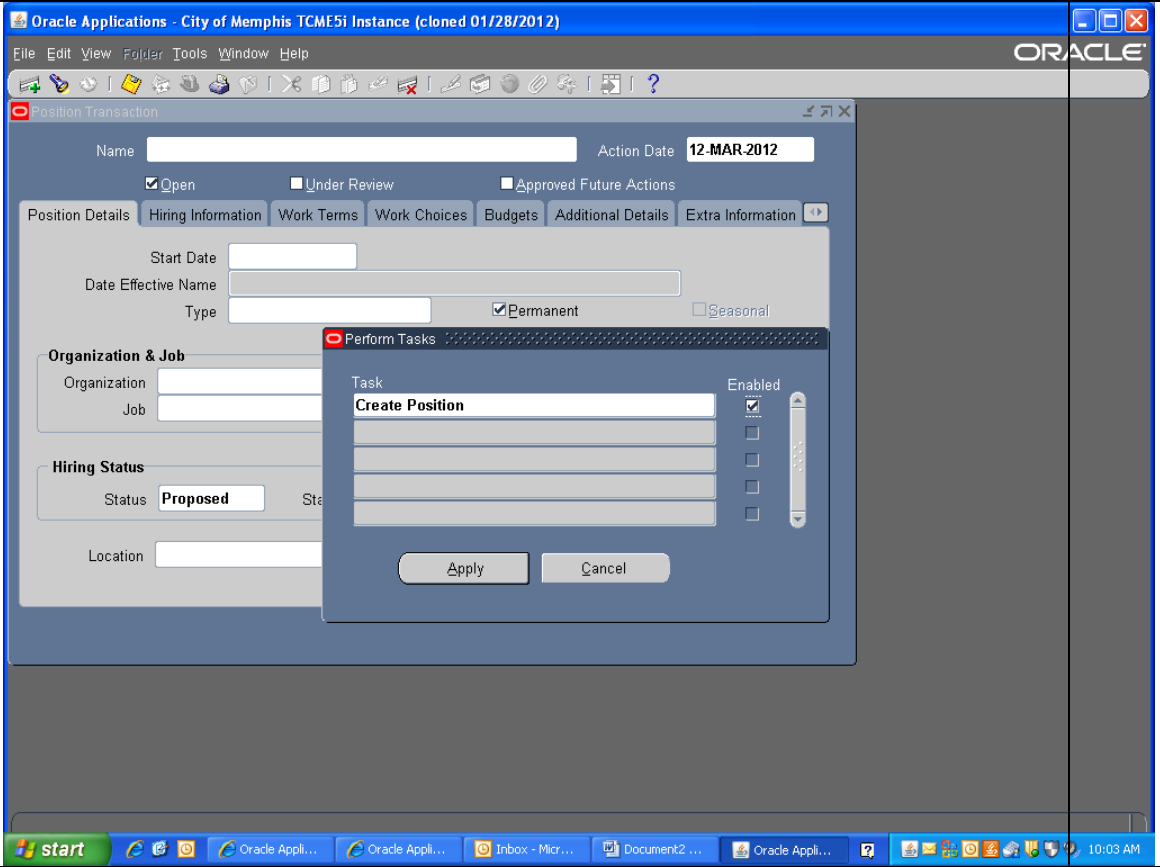 Oracle Applications - City of Memphis TCME5i Instance (cloned 01/28/2012)
File Edit View Folder Tools Window Help
ORACLE
Position Transaction
Name Action Date 12-MAR-2012
Open Under Review Approved Future Actions
Position Details Hiring Information Work Terms Work Choices Budgets Additional Details Extra Information
Start Date
Date Effective Name
Type Permanent Seasonal
Perform Tasks
Organization & Job
Organization
Job
Task Enabled
Create Position
Hiring Status
Status Proposed Sta
Location
Apply Cancel
start Oracle Appli... Oracle Appli... Inbox - Micr... Document2 ... Oracle Appli... 10:03 AM